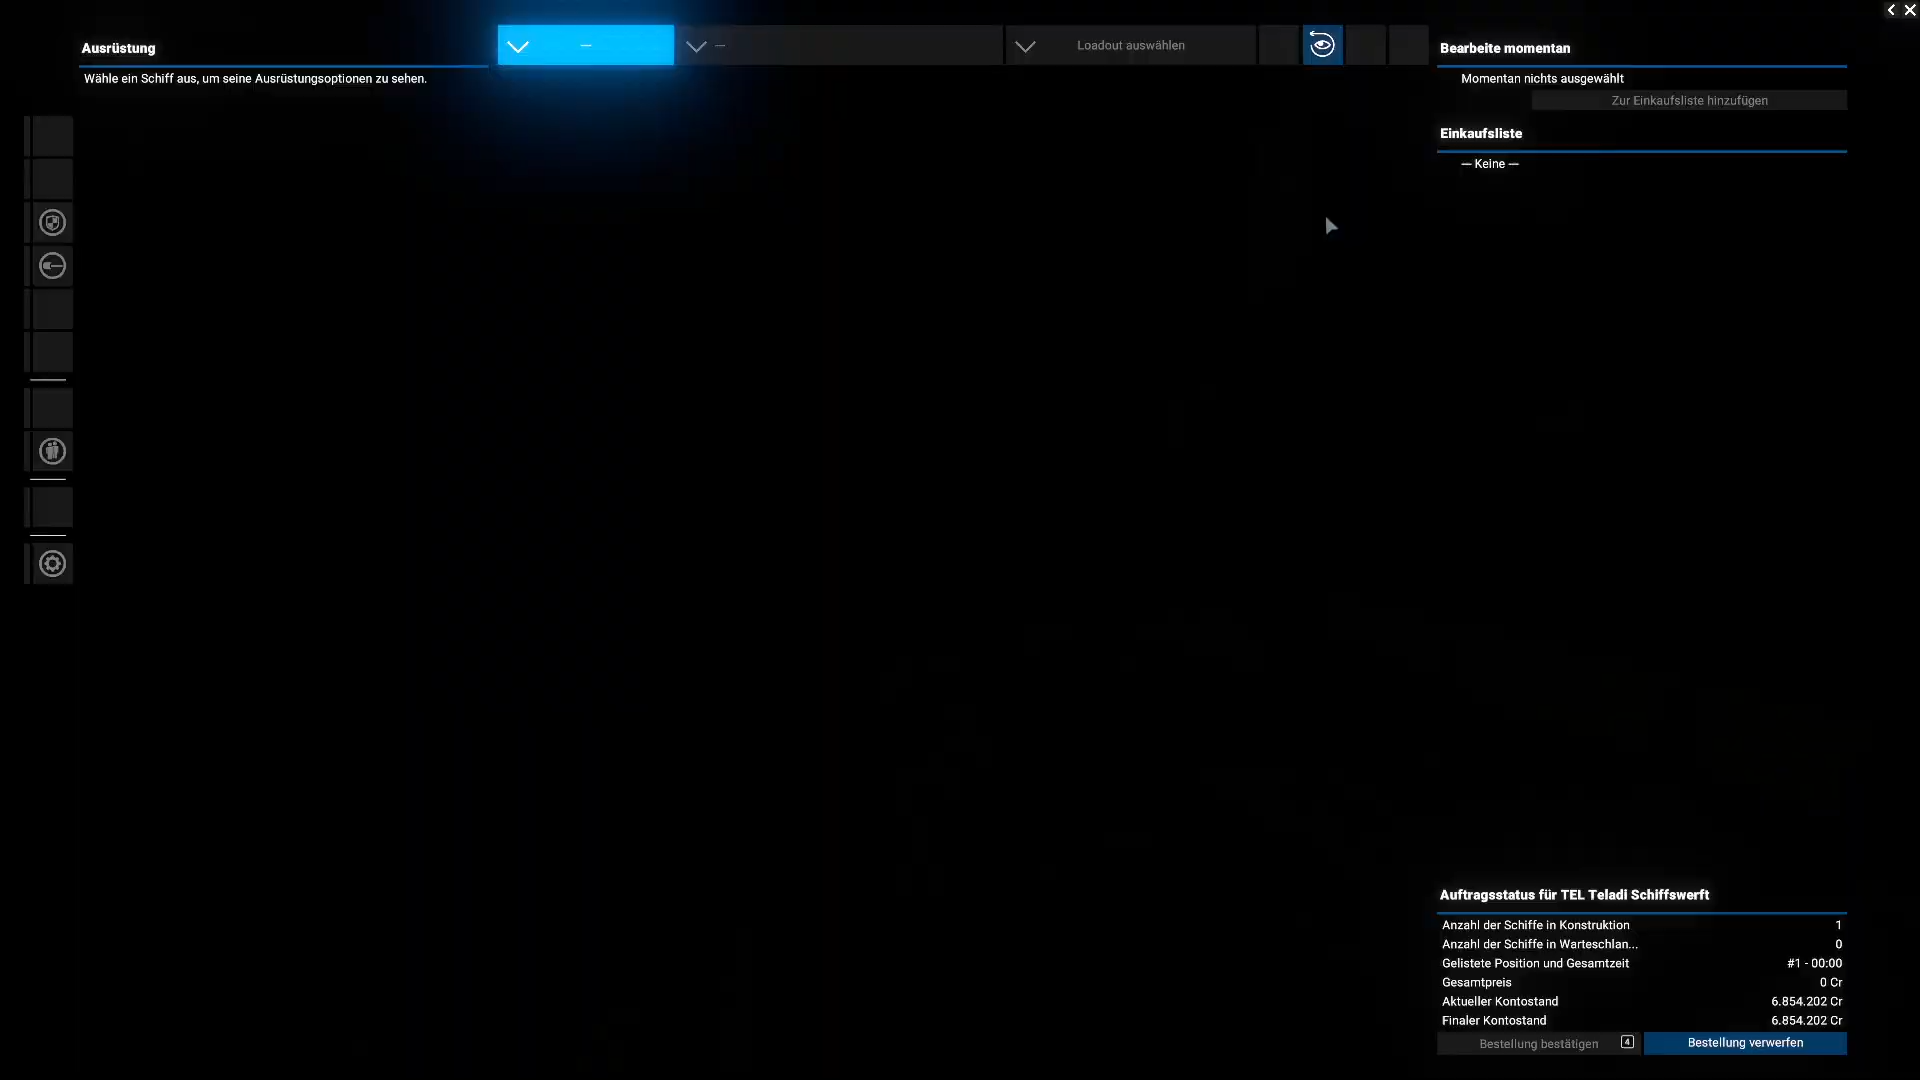 Ausrüstung
Wähle ein Schiff aus, um seine Ausrüstungsoptionen zu sehen.
—
—
Loadout auswählen
Bearbeite momentan
Momentan nichts ausgewählt
Zur Einkaufsliste hinzufügen
Einkaufsliste
— Keine —
Auftragsstatus für TEL Teladi Schiffswerft
Anzahl der Schiffe in Konstruktion 1
Anzahl der Schiffe in Warteschlan... 0
Gelistete Position und Gesamtzeit #1 - 00:00
Gesamtpreis 0 Cr
Aktueller Kontostand 6.854.202 Cr
Finaler Kontostand 6.854.202 Cr
Bestellung bestätigen 4 Bestellung verwerfen